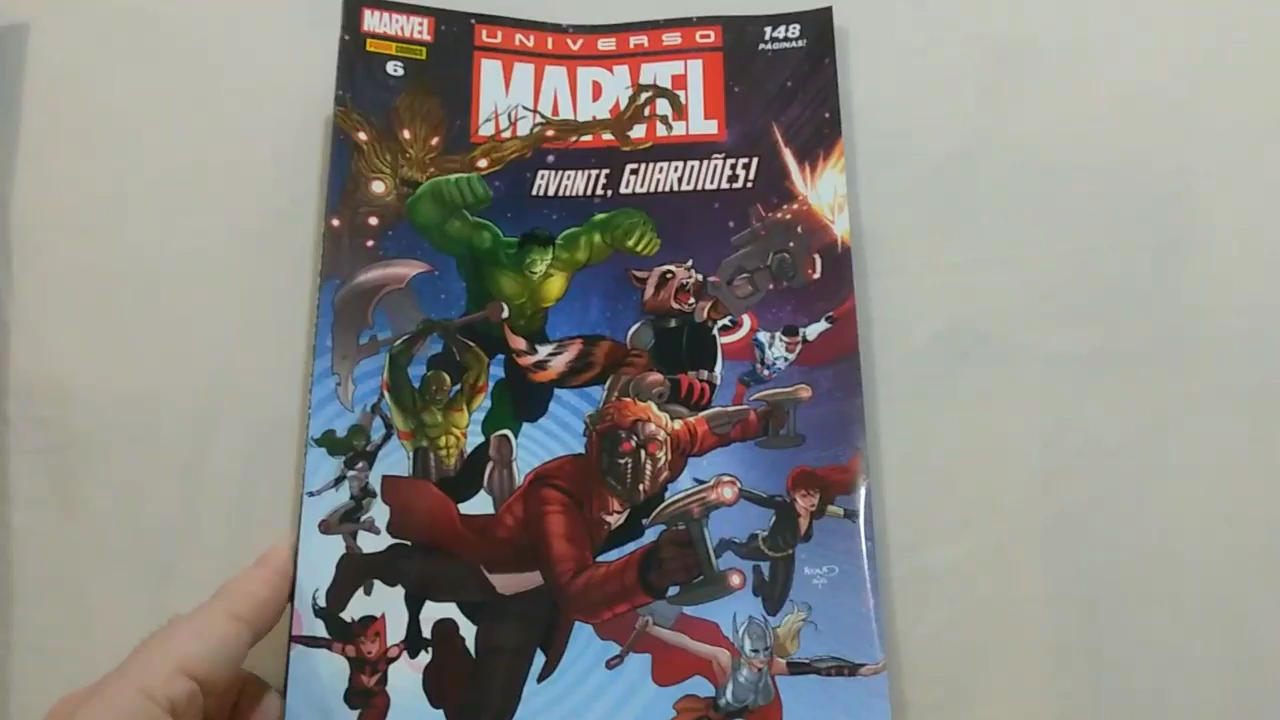 MARVEL
PANINI COMICS
6
UNIVERSO
MARVEL
148
PÁGINAS!
AVANTE, GUARDIÕES!